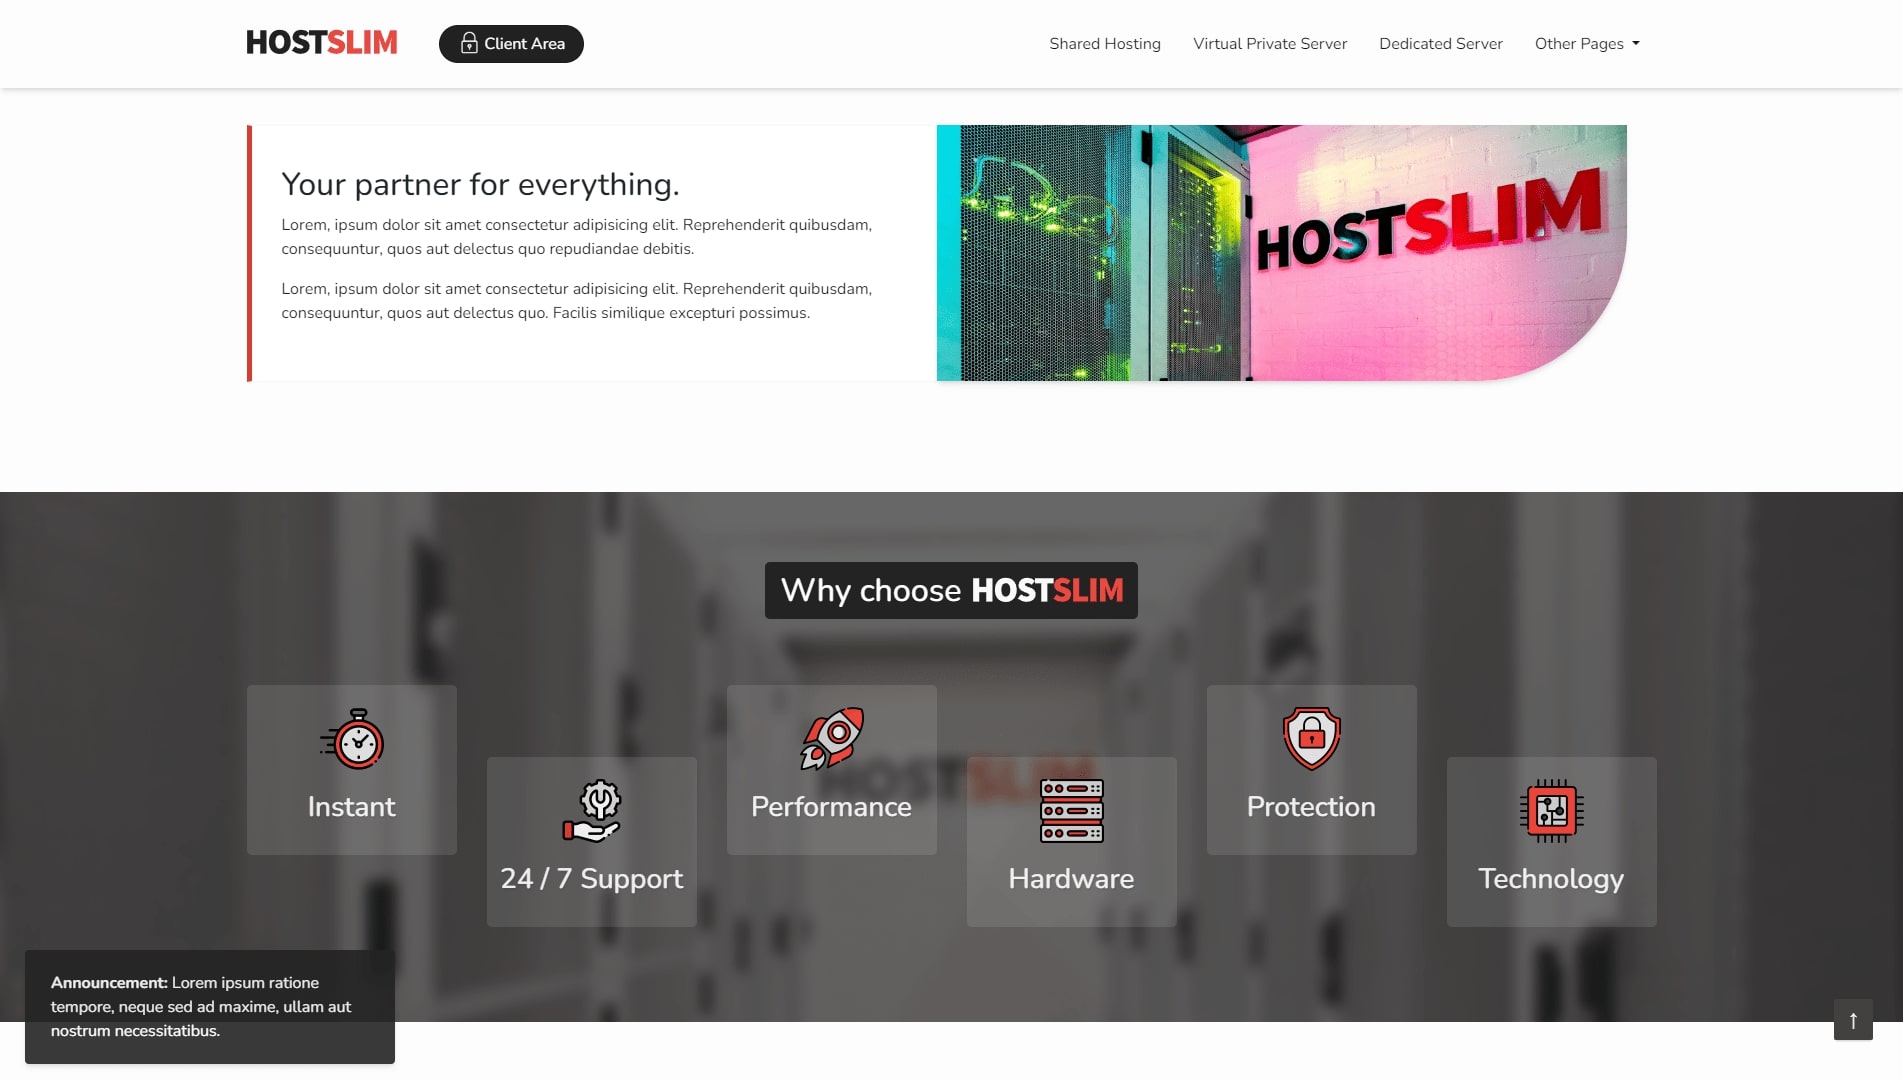 HOSTSLIM
Client Area
Shared Hosting
Virtual Private Server
Dedicated Server
Other Pages
Your partner for everything.
Lorem, ipsum dolor sit amet consectetur adipisicing elit. Reprehenderit quibusdam,
consequuntur, quos aut delectus quo repudiandae debitis.
Lorem, ipsum dolor sit amet consectetur adipisicing elit. Reprehenderit quibusdam,
consequuntur, quos aut delectus quo. Facilis similique excepturi possimus.
HOSTSLIM
Why choose HOSTSLIM
Instant
24 / 7 Support
Performance
HOSTSLIM
Hardware
Protection
Technology
Announcement: Lorem ipsum ratione
tempore, neque sed ad maxime, ullam aut
nostrum necessitatibus.